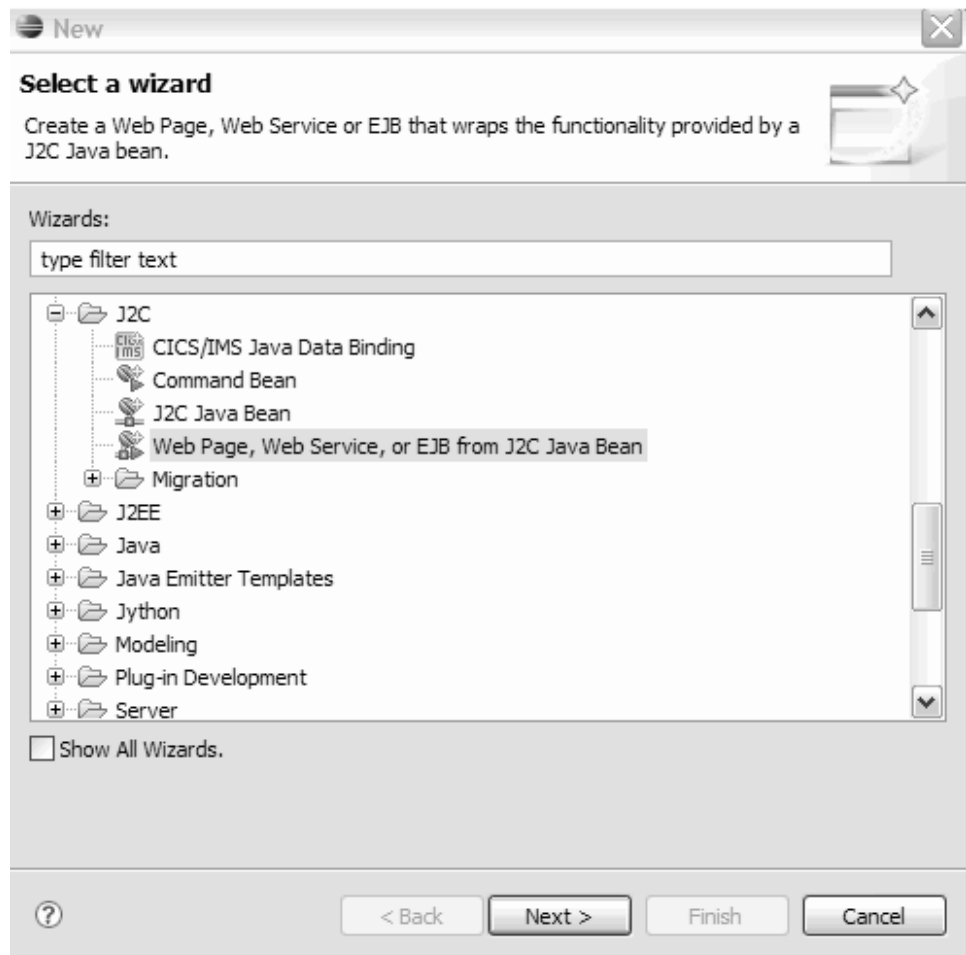 New
Select a wizard
Create a Web Page, Web Service or EJB that wraps the functionality provided by a
J2C Java bean.
Wizards:
type filter text
J2C
CICS/IMS Java Data Binding
Command Bean
J2C Java Bean
Web Page, Web Service, or EJB from J2C Java Bean
Migration
J2EE
Java
Java Emitter Templates
Jython
Modeling
Plug-in Development
Server
Show All Wizards.
? < Back Next > Finish Cancel